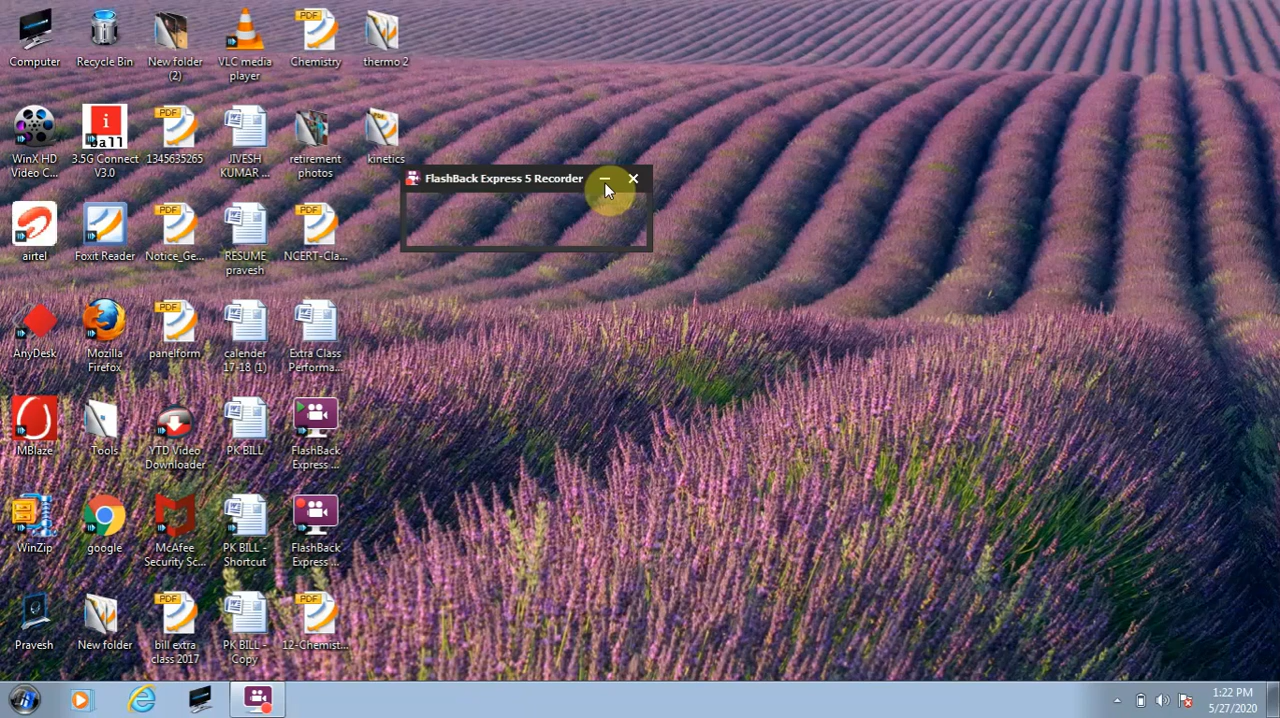 Computer
Recycle Bin
New folder
(2)
VLC media
player
PDF
Chemistry
thermo 2
WinX HD
Video C...
i
ball
3.5G Connect
V3.0
PDF
1345635265
JIVESH
KUMAR ...
retirement
photos
kinetics
FlashBack Express 5 Recorder
airtel
Foxit Reader
PDF
Notice_Ge...
RESUME
pravesh
PDF
NCERT-Cla...
AnyDesk
Mozilla
Firefox
PDF
panelform
calender
17-18 (1)
Extra Class
Performa...
MBlaze
Tools
YTD Video
Downloader
PK BILL
FlashBack
Express ...
WinZip
google
McAfee
Security Sc...
PK BILL -
Shortcut
FlashBack
Express ...
Pravesh
New folder
PDF
bill extra
class 2017
PK BILL -
Copy
PDF
12-Chemist...
1:22 PM
5/27/2020